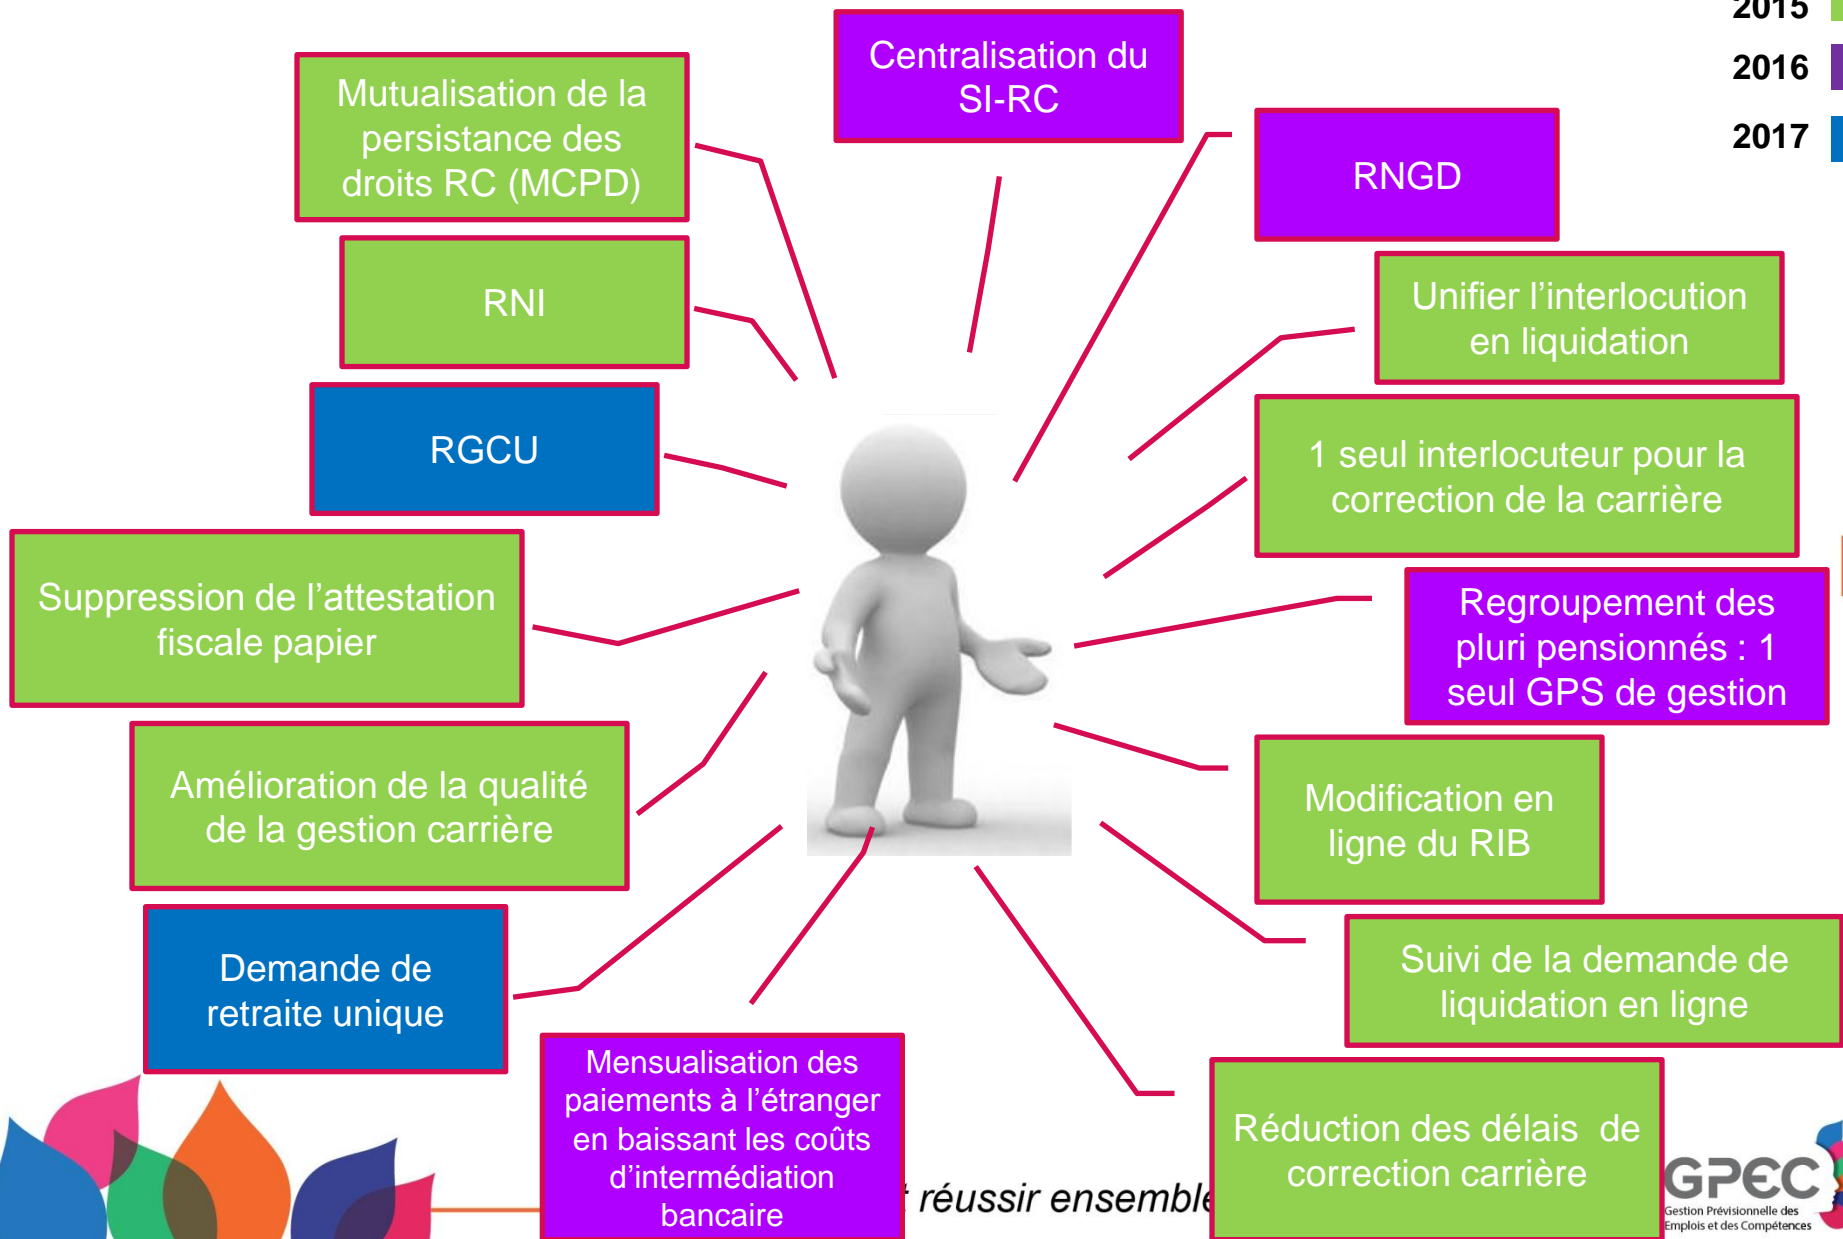 2015
2016
2017
Centralisation du
SI-RC
Mutualisation de la
persistance des
droits RC (MCPD)
RNGD
RNI
Unifier l’interlocution
en liquidation
RGCU
1 seul interlocuteur pour la
correction de la carrière
Suppression de l’attestation
fiscale papier
Regroupement des
pluri pensionnés : 1
seul GPS de gestion
Amélioration de la qualité
de la gestion carrière
Modification en
ligne du RIB
Demande de
retraite unique
Suivi de la demande de
liquidation en ligne
Mensualisation des
paiements à l’étranger
en baissant les coûts
d’intermédiation
bancaire
Réduction des délais  de
correction carrière
réussir ensemble
GPEC
Gestion Prévisionnelle des
Emplois et des Compétences